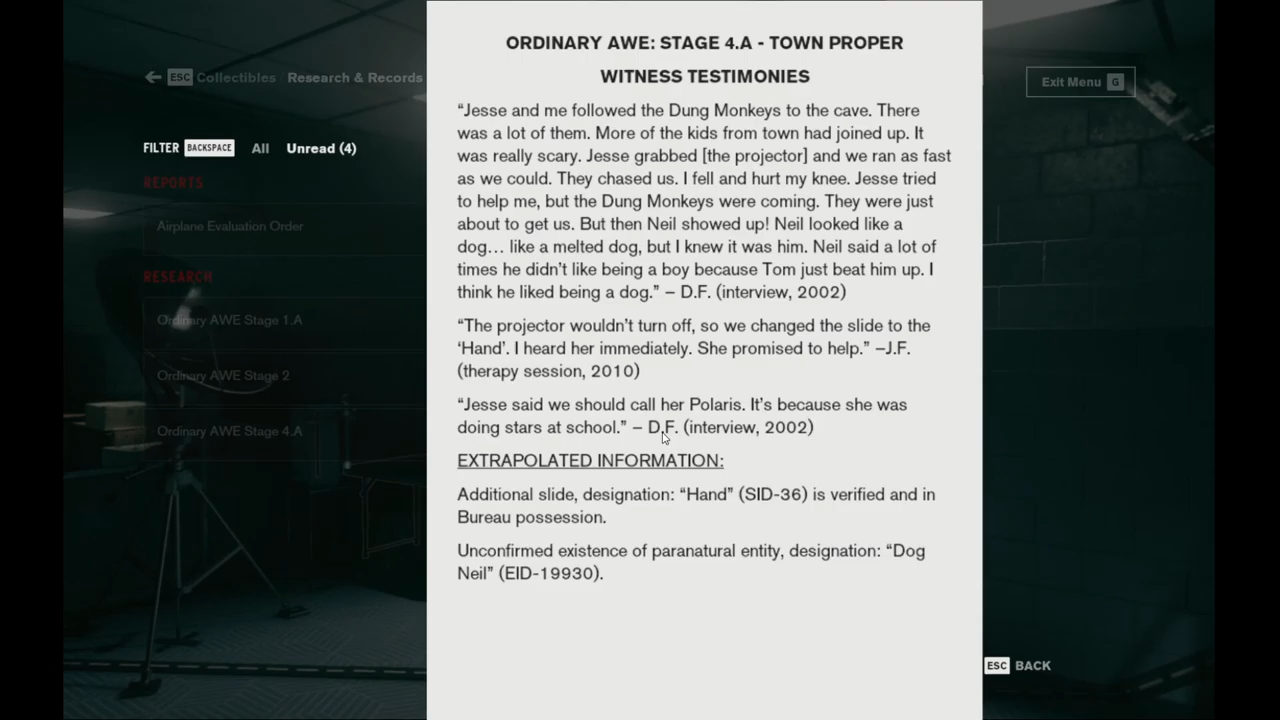 ORDINARY AWE: STAGE 4.A - TOWN PROPER
WITNESS TESTIMONIES
← ESC Collectibles Research & Records
Exit Menu G
“Jesse and me followed the Dung Monkeys to the cave. There
was a lot of them. More of the kids from town had joined up. It
was really scary. Jesse grabbed [the projector] and we ran as fast
as we could. They chased us. I fell and hurt my knee. Jesse tried
to help me, but the Dung Monkeys were coming. They were just
about to get us. But then Neil showed up! Neil looked like a
dog… like a melted dog, but I knew it was him. Neil said a lot of
times he didn’t like being a boy because Tom just beat him up. I
think he liked being a dog.” – D.F. (interview, 2002)
“The projector wouldn’t turn off, so we changed the slide to the
‘Hand’. I heard her immediately. She promised to help.” –J.F.
(therapy session, 2010)
“Jesse said we should call her Polaris. It’s because she was
doing stars at school.” – D.F. (interview, 2002)
EXTRAPOLATED INFORMATION:
Additional slide, designation: “Hand” (SID-36) is verified and in
Bureau possession.
Unconfirmed existence of paranatural entity, designation: “Dog
Neil” (EID-19930).
FILTER BACKSPACE All Unread (4)
REPORTS
Airplane Evaluation Order
RESEARCH
Ordinary AWE Stage 1.A
Ordinary AWE Stage 2
Ordinary AWE Stage 4.A
ESC BACK